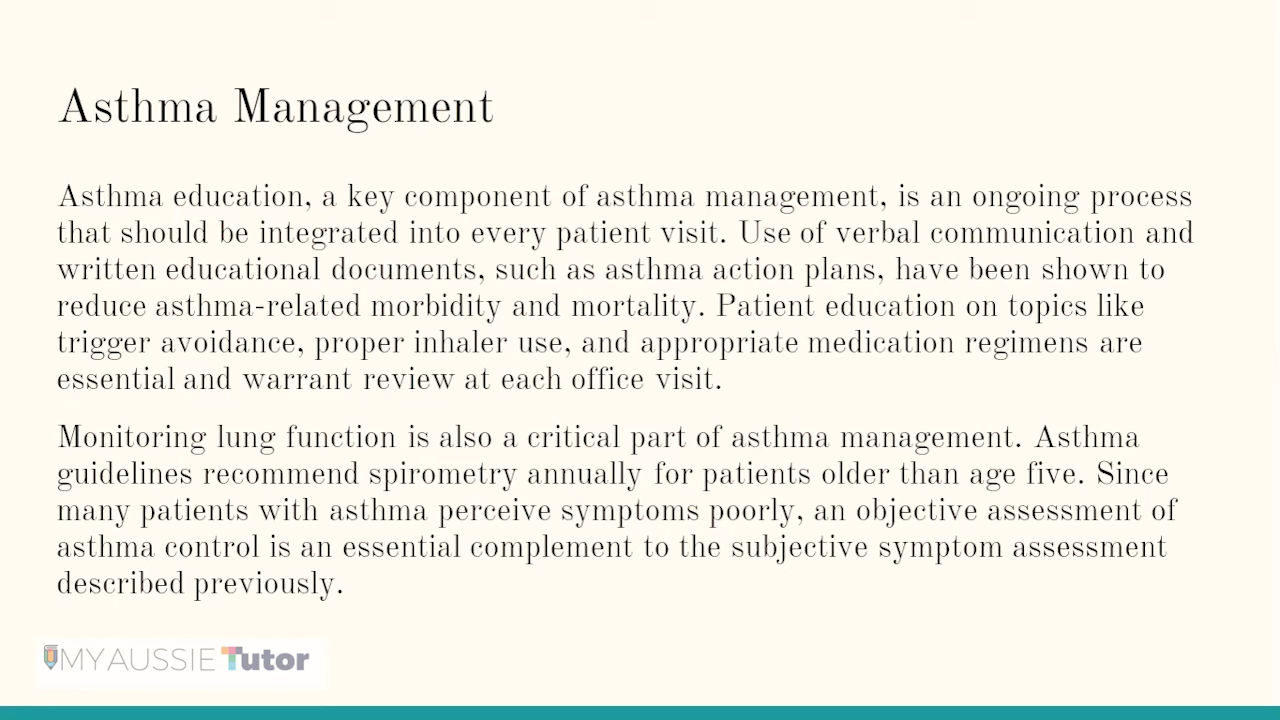 Asthma Management
Asthma education, a key component of asthma management, is an ongoing process
that should be integrated into every patient visit. Use of verbal communication and
written educational documents, such as asthma action plans, have been shown to
reduce asthma-related morbidity and mortality. Patient education on topics like
trigger avoidance, proper inhaler use, and appropriate medication regimens are
essential and warrant review at each office visit.
Monitoring lung function is also a critical part of asthma management. Asthma
guidelines recommend spirometry annually for patients older than age five. Since
many patients with asthma perceive symptoms poorly, an objective assessment of
asthma control is an essential complement to the subjective symptom assessment
described previously.
MY AUSSIE Tutor